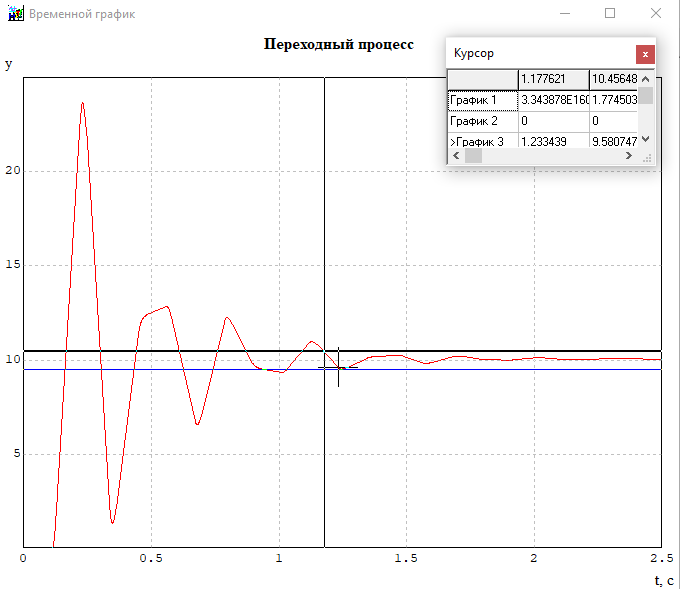 Временной график
Переходный процесс
y
Курсор
x
1.177621 10.45648
График 1 3.343878E160 1.774503
График 2 0 0
>График 3 1.233439 9.580747
20
15
10
5
0 0.5 1 1.5 2 2.5
t, c